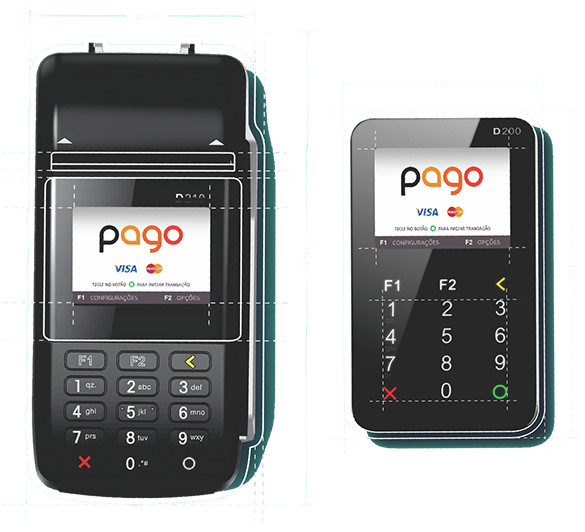 D210
pago
VISA MasterCard
TECLE NO BOTÃO PARA INICIAR TRANSAÇÃO
F1 CONFIGURAÇÕES F2 OPÇÕES
F1 F2 <
1 qz. 2 abc 3 def
4 ghi 5 jkl 6 mno
7 prs 8 tuv 9 wxy
X 0 .*# O
D200
pago
VISA MasterCard
TECLE NO BOTÃO PARA INICIAR TRANSAÇÃO
F1 CONFIGURAÇÕES F2 OPÇÕES
F1 F2 <
1 2 3
4 5 6
7 8 9
X 0 O